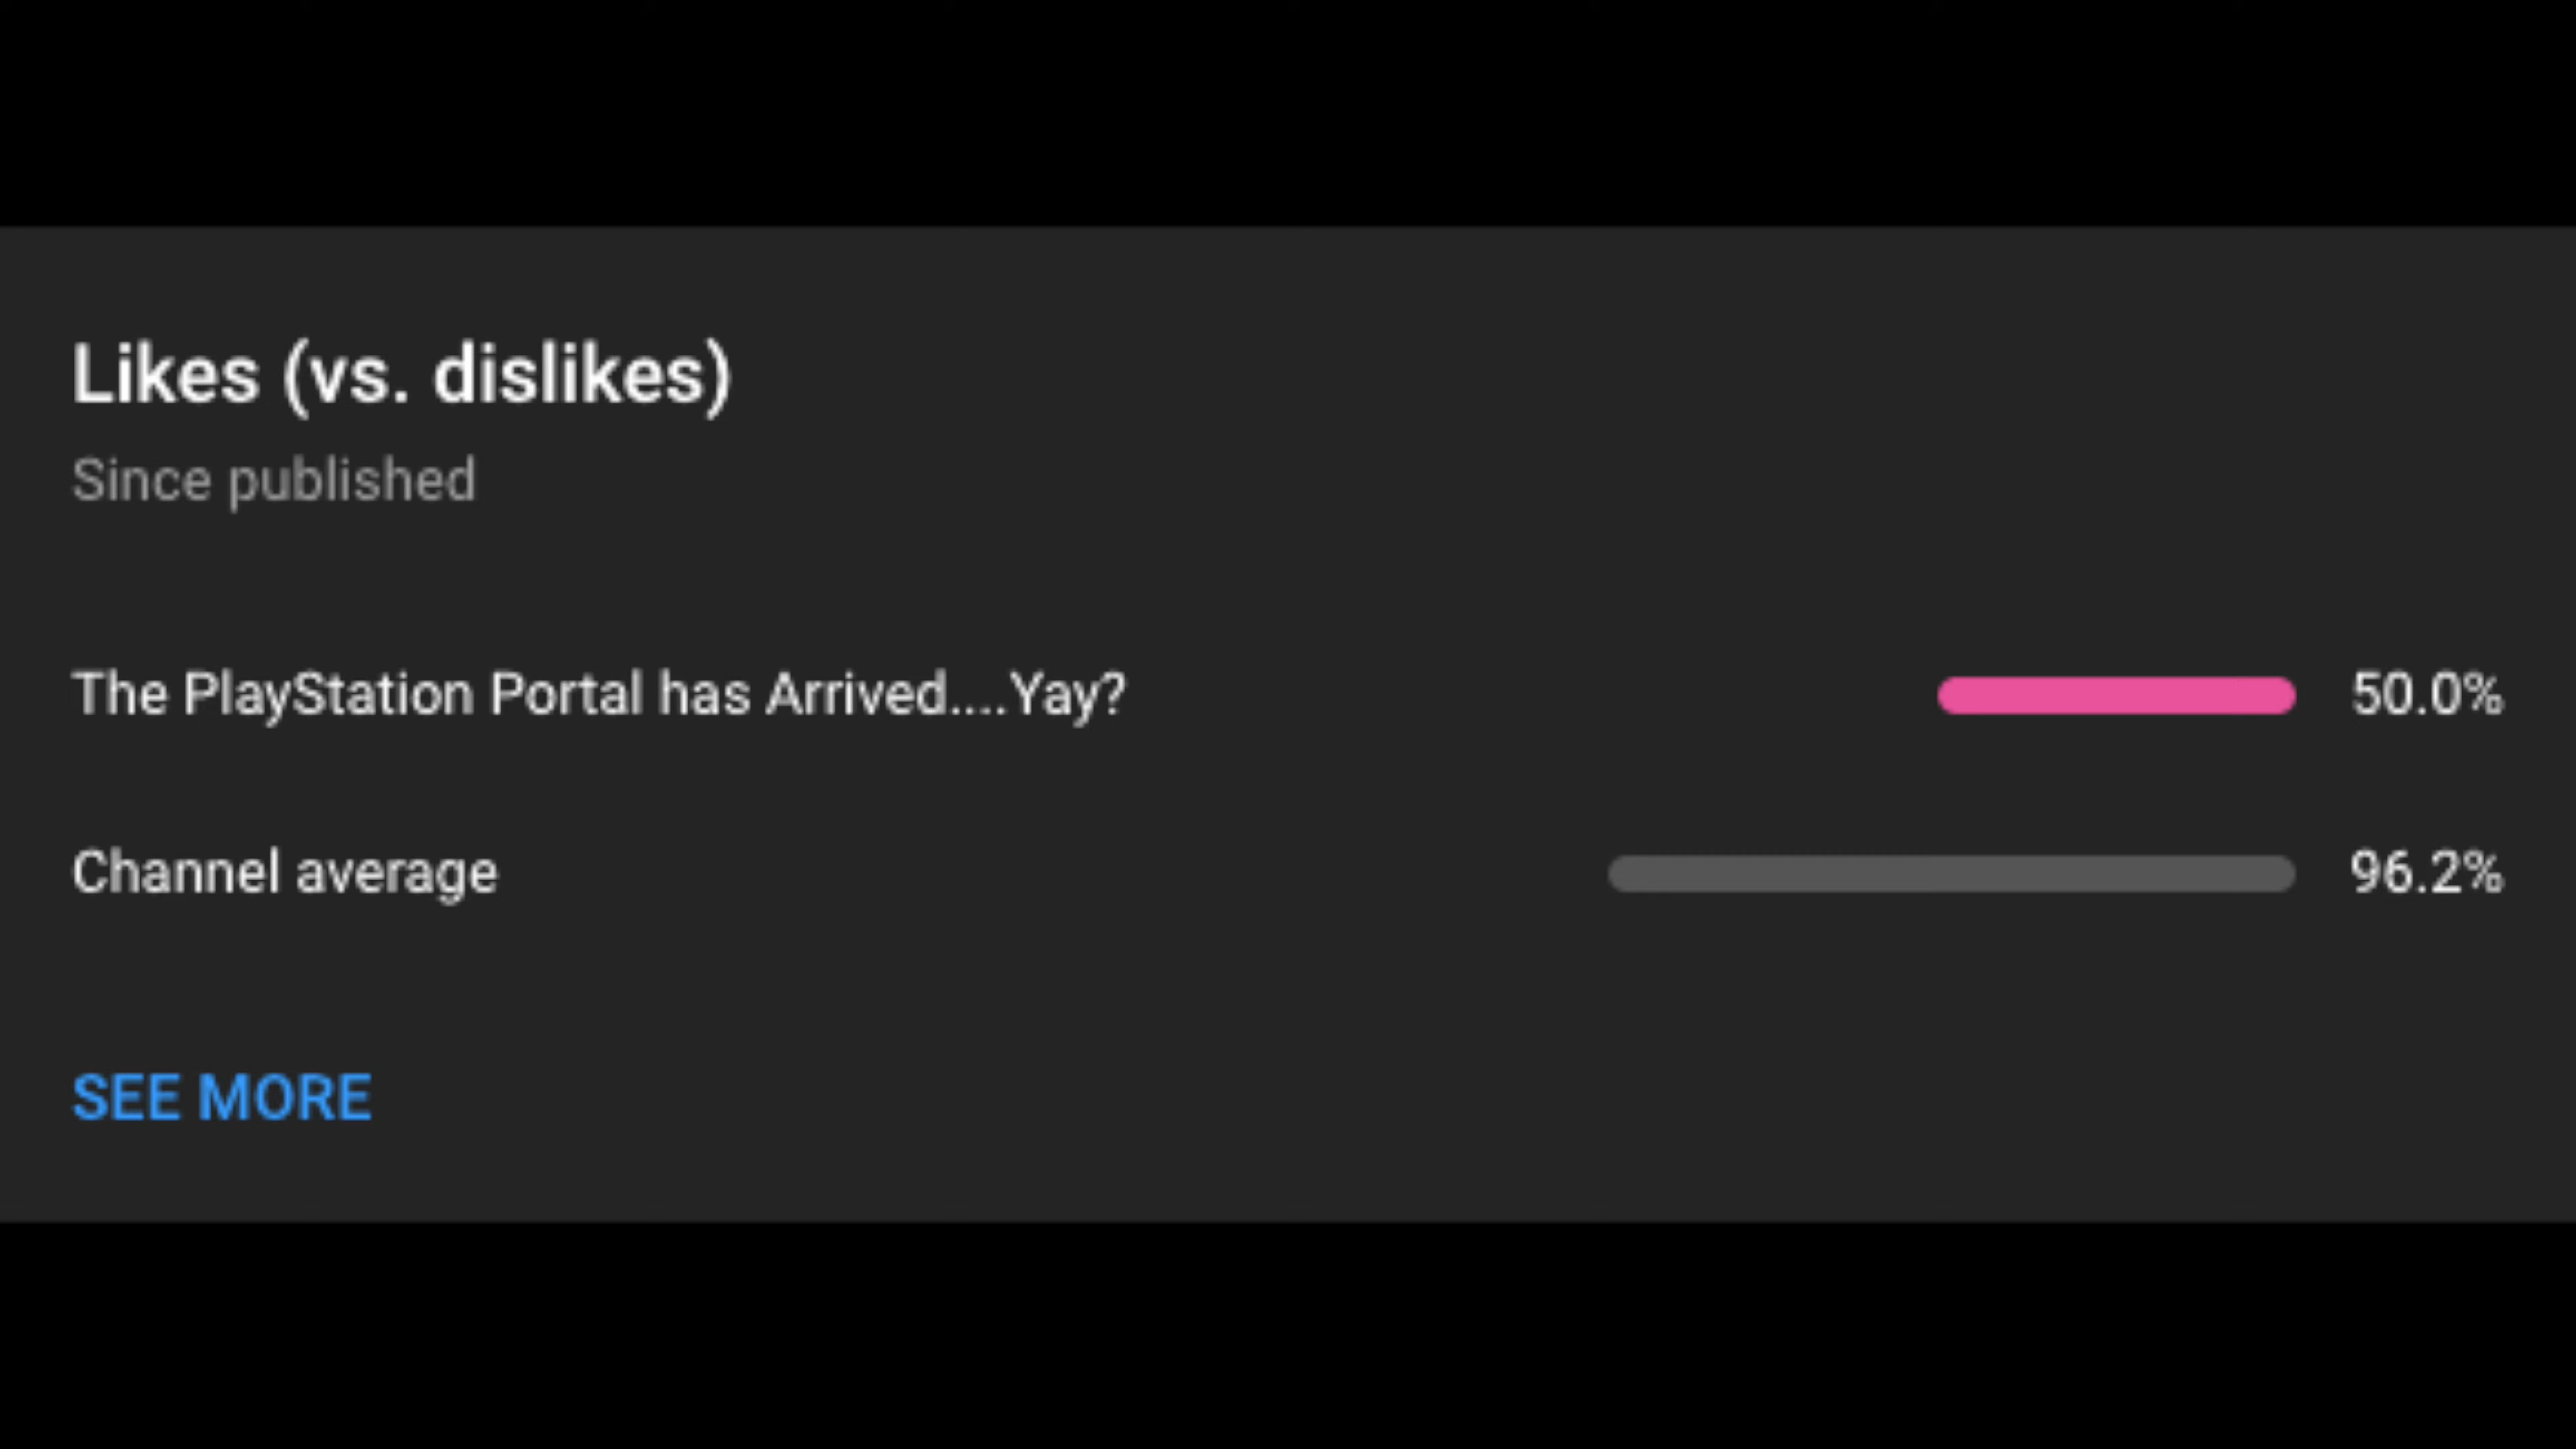 Likes (vs. dislikes)
Since published
The PlayStation Portal has Arrived....Yay? 50.0%
Channel average 96.2%
SEE MORE